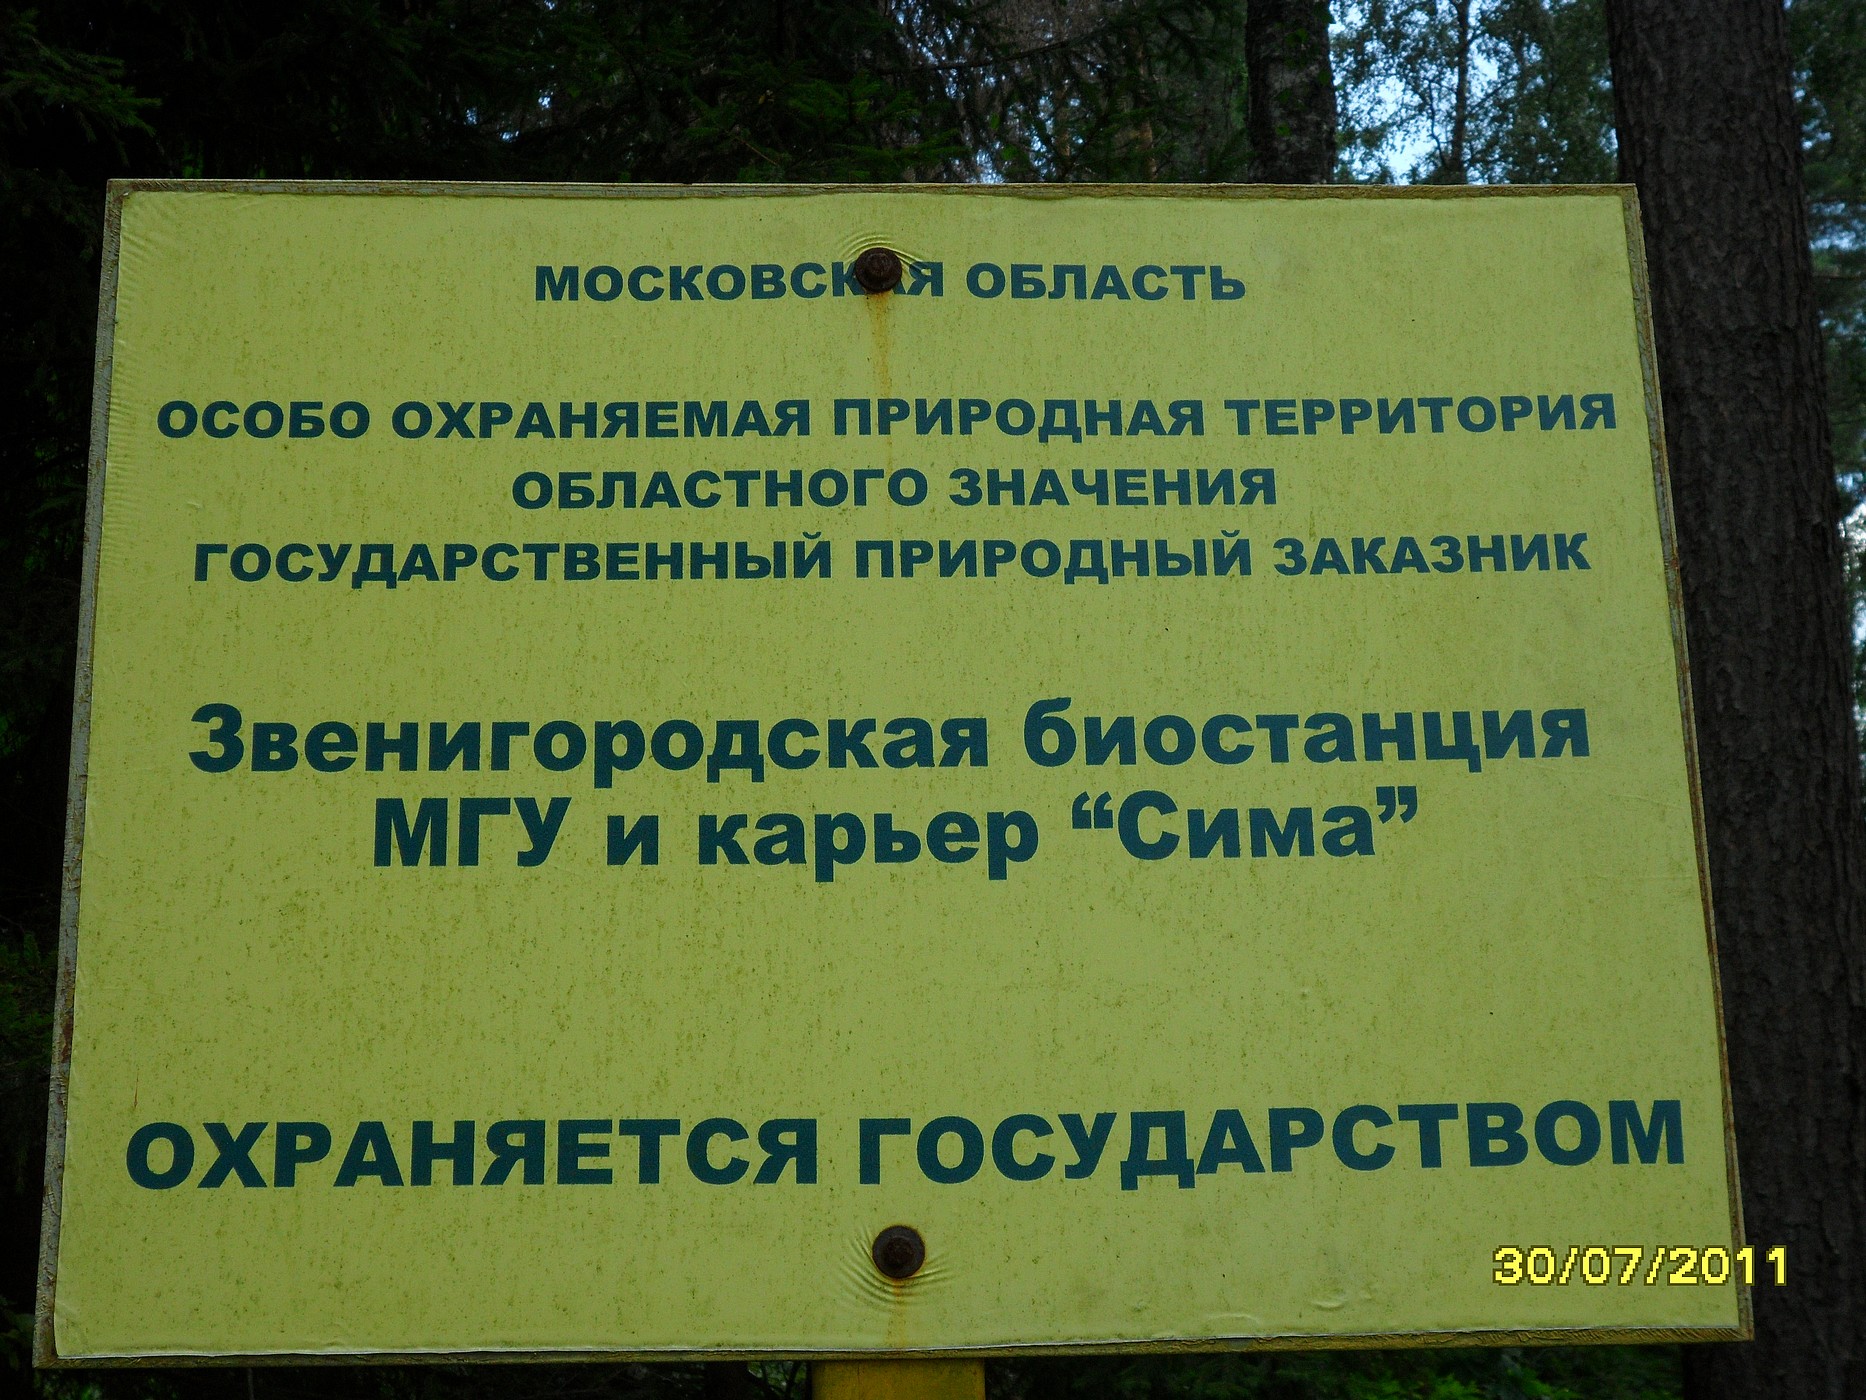 МОСКОВСКАЯ ОБЛАСТЬ
ОСОБО ОХРАНЯЕМАЯ ПРИРОДНАЯ ТЕРРИТОРИЯ
ОБЛАСТНОГО ЗНАЧЕНИЯ
ГОСУДАРСТВЕННЫЙ ПРИРОДНЫЙ ЗАКАЗНИК
Звенигородская биостанция
МГУ и карьер “Сима”
ОХРАНЯЕТСЯ ГОСУДАРСТВОМ
30/07/2011